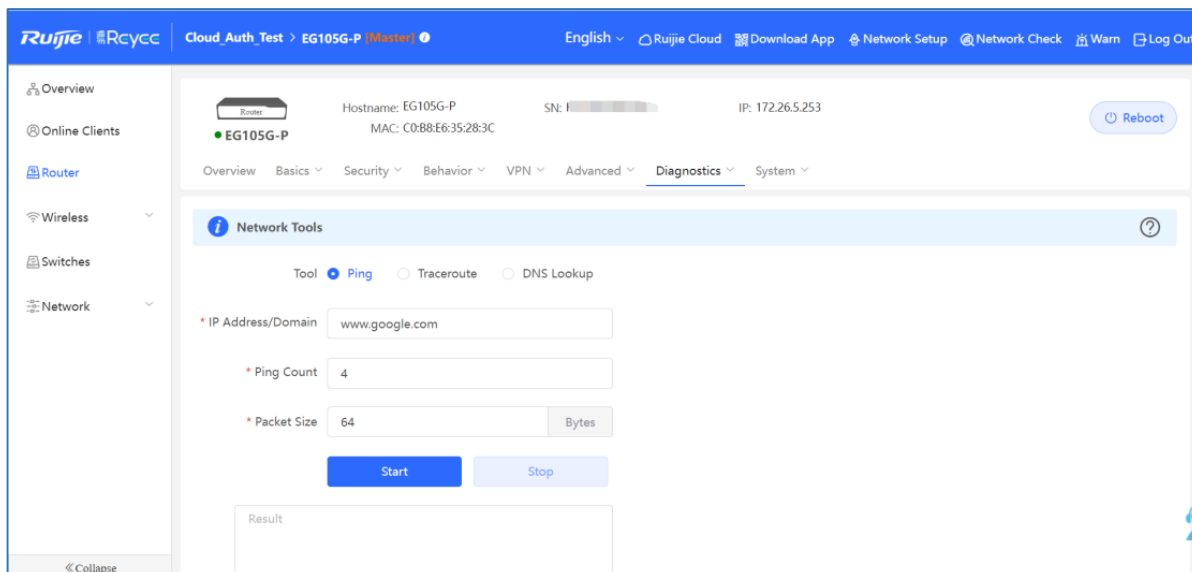 Ruijie | Rcycc Cloud_Auth_Test > EG105G-P [Master] English Ruijie Cloud Download App Network Setup Network Check Warn Log Out
Overview
Online Clients
Router
Wireless
Switches
Network
«Collapse
Router
EG105G-P
Hostname: EG105G-P SN: IP: 172.26.5.253
MAC: C0:B8:E6:35:28:3C
Reboot
Overview Basics Security Behavior VPN Advanced Diagnostics System
i Network Tools ?
Tool Ping Traceroute DNS Lookup
* IP Address/Domain www.google.com
* Ping Count 4
* Packet Size 64 Bytes
Start Stop
Result